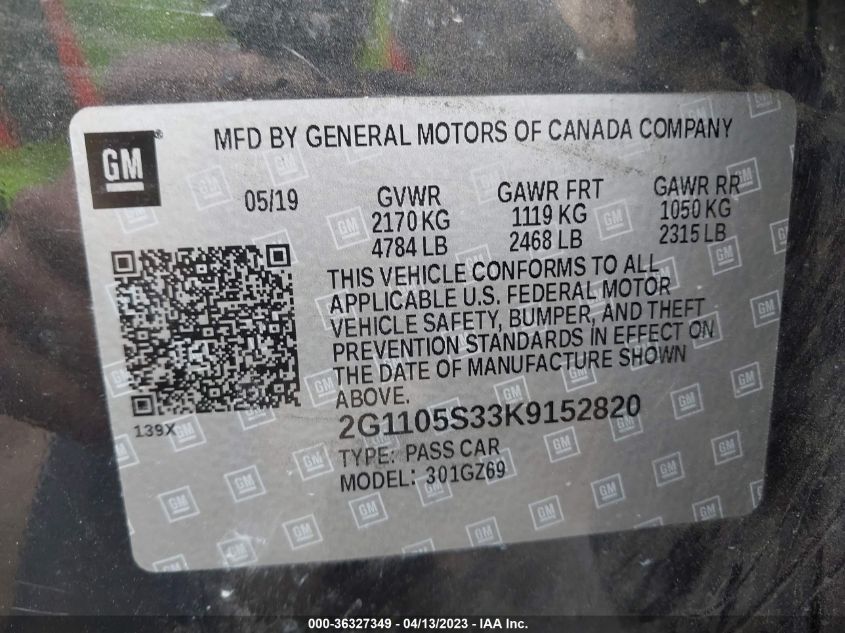 MFD BY GENERAL MOTORS OF CANADA COMPANY
GM®
05/19 GVWR GAWR FRT GAWR RR
2170 KG 1119 KG 1050 KG
4784 LB 2468 LB 2315 LB
THIS VEHICLE CONFORMS TO ALL
APPLICABLE U.S. FEDERAL MOTOR
VEHICLE SAFETY, BUMPER, AND THEFT
PREVENTION STANDARDS IN EFFECT ON
THE DATE OF MANUFACTURE SHOWN
ABOVE.
139X
2G1105S33K9152820
TYPE: PASS CAR
MODEL: 301GZ69
000-36327349 / 04/13/2023 - IAA Inc.